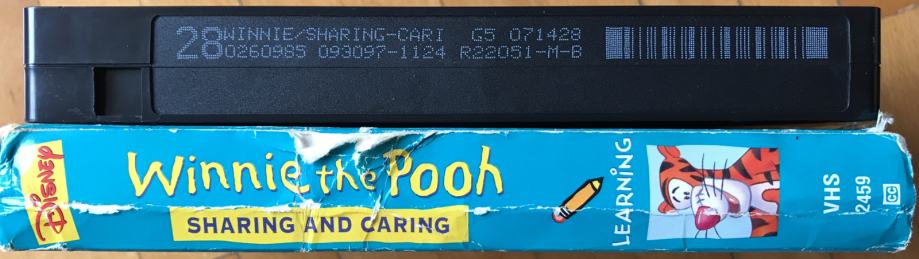 28 WINNIE/SHARING-CARI G5 071428
0260985 093097-1124 R22051-M-B
DISNEY
Winnie the Pooh
SHARING AND CARING
LEARNING
VHS
2459
CC